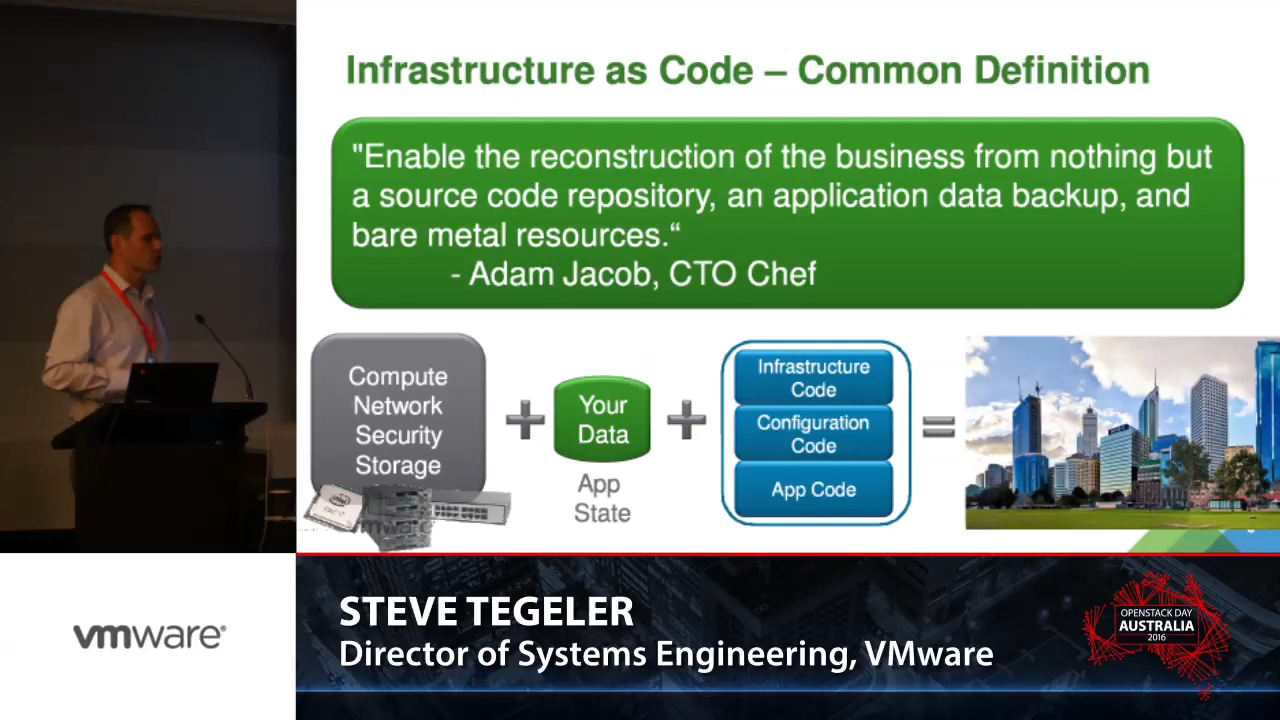 Infrastructure as Code – Common Definition
"Enable the reconstruction of the business from nothing but
a source code repository, an application data backup, and
bare metal resources.“
- Adam Jacob, CTO Chef
Compute
Network
Security
Storage
Your
Data
App
State
Infrastructure
Code
Configuration
Code
App Code
intel
vmware
vmware®
STEVE TEGELER
Director of Systems Engineering, VMware
OPENSTACK DAY
AUSTRALIA
2016